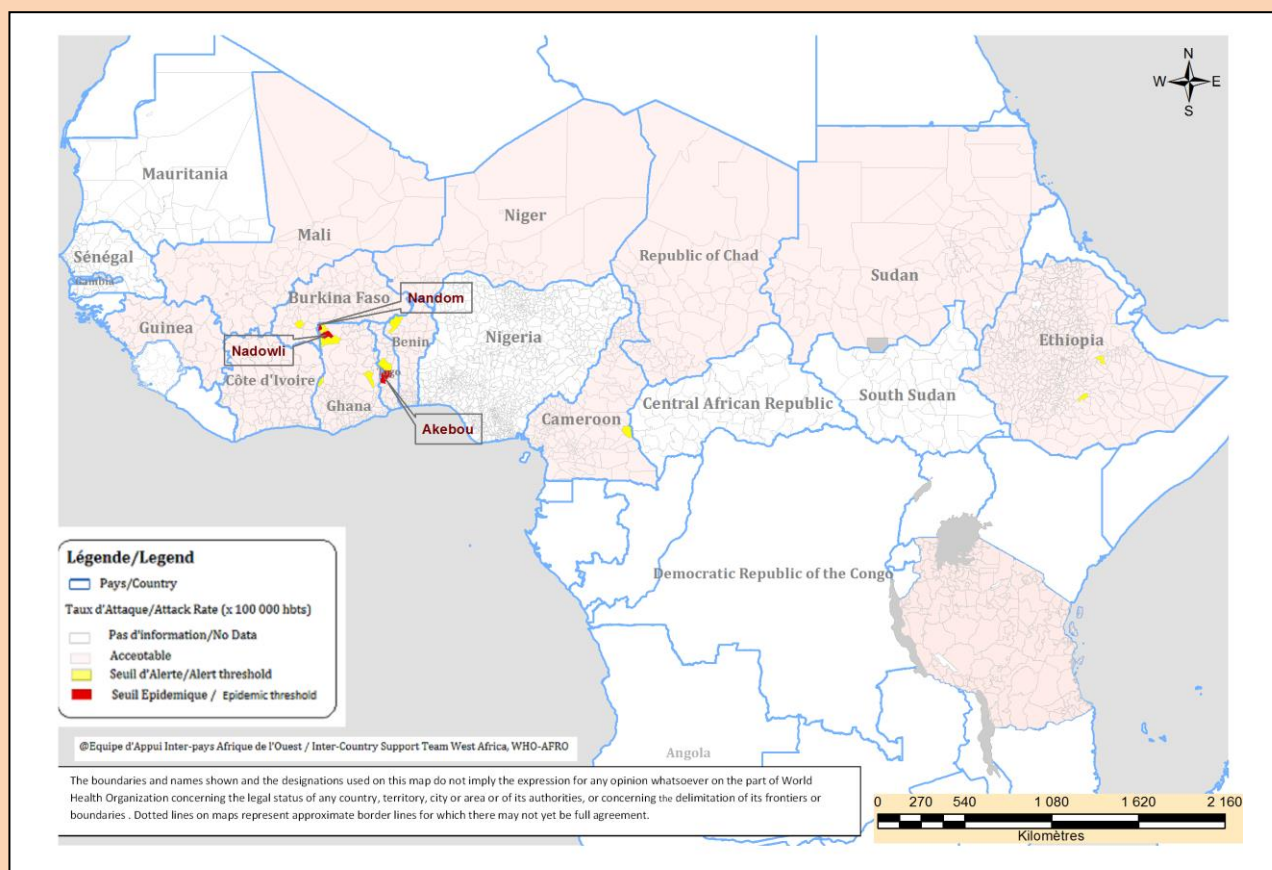 N
W E
S
Mauritania
Niger
Mali
Republic of Chad
Sudan
Sénégal
Gambia
Burkina Faso
Nandom
Guinea
Nigeria
Ethiopia
Benin
Nadowli
Côte d'Ivoire
Ghana
Central African Republic
South Sudan
Cameroon
Akebou
Légende/Legend
Pays/Country
Taux d'Attaque/Attack Rate (x 100 000 hbts)
Pas d'information/No Data
Acceptable
Seuil d'Alerte/Alert threshold
Seuil Epidemique / Epidemic threshold
Democratic Republic of the Congo
Angola
@Equipe d'Appui Inter-pays Afrique de l'Ouest / Inter-Country Support Team West Africa, WHO-AFRO
The boundaries and names shown and the designations used on this map do not imply the expression for any opinion whatsoever on the part of World
Health Organization concerning the legal status of any country, territory, city or area or of its authorities, or concerning the delimitation of its frontiers or
boundaries . Dotted lines on maps represent approximate border lines for which there may not yet be full agreement.
0 270 540 1 080 1 620 2 160
Kilomètres